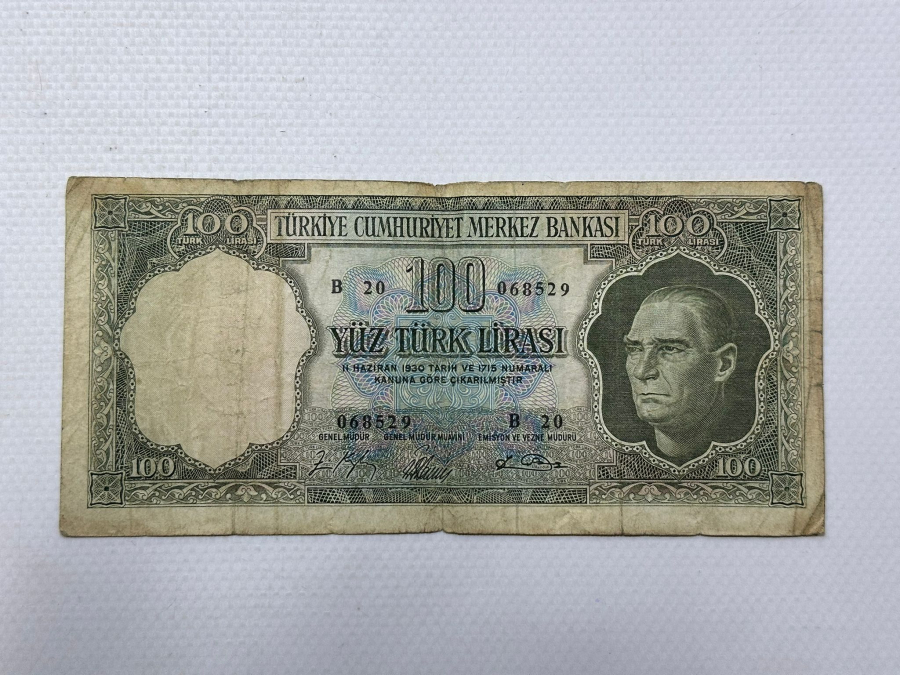 100 TÜRKİYE CUMHURİYET MERKEZ BANKASI 100
TÜRK LİRASI TÜRK LİRASI
B 20 100 068529
YÜZ TÜRK LİRASI
11 HAZİRAN 1930 TARİH VE 1715 NUMARALI
KANUNA GÖRE ÇIKARILMIŞTIR
068529 B 20
GENEL MÜDÜR GENEL MÜDÜR MUAVİNİ EMİSYON VE VEZNE MÜDÜRÜ
100 100